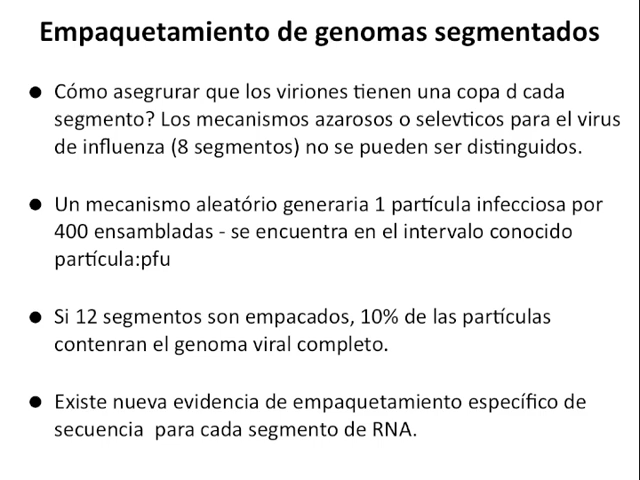 Empaquetamiento de genomas segmentados
● Cómo asegrurar que los viriones tienen una copa d cada
segmento? Los mecanismos azarosos o selevticos para el virus
de influenza (8 segmentos) no se pueden ser distinguidos.
● Un mecanismo aleatório generaria 1 partícula infecciosa por
400 ensambladas - se encuentra en el intervalo conocido
partícula:pfu
● Si 12 segmentos son empacados, 10% de las partículas
contenran el genoma viral completo.
● Existe nueva evidencia de empaquetamiento específico de
secuencia  para cada segmento de RNA.